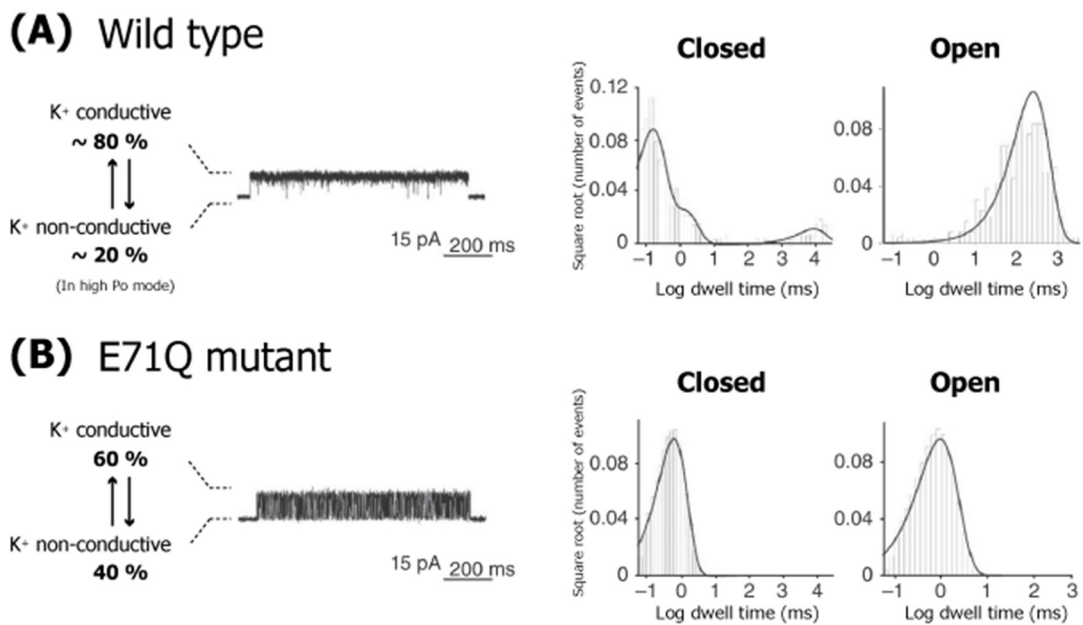 (A) Wild type
K+ conductive
~ 80 %
K+ non-conductive
~ 20 %
(In high Po mode)
15 pA 200 ms
Closed
Square root (number of events)
0.12
0.08
0.04
0
−1 0 1 2 3 4
Log dwell time (ms)
Open
0.08
0.04
0
−1 0 1 2 3
Log dwell time (ms)
(B) E71Q mutant
K+ conductive
60 %
K+ non-conductive
40 %
15 pA 200 ms
Closed
Square root (number of events)
0.08
0.04
0
−1 0 1 2 3 4
Log dwell time (ms)
Open
0.08
0.04
0
−1 0 1 2 3
Log dwell time (ms)